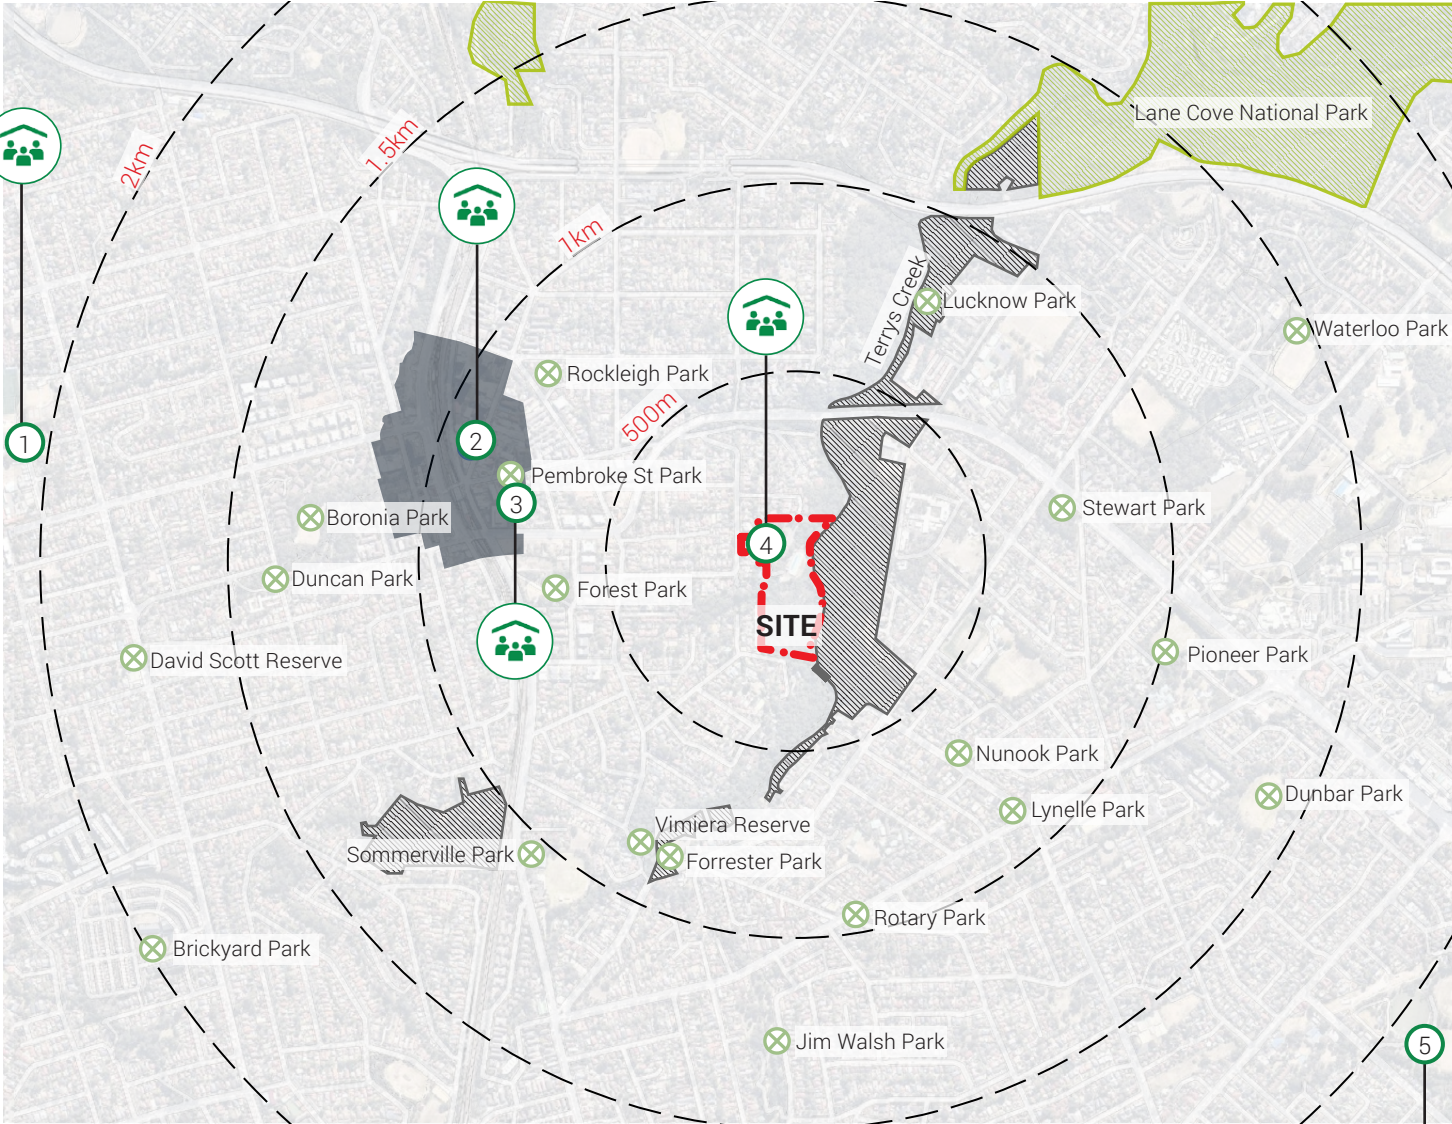 Lane Cove National Park
2km
1.5km
1km
Terrys Creek
Lucknow Park
Waterloo Park
Rockleigh Park
500m
1
2
Pembroke St Park
3
Stewart Park
Boronia Park
4
Duncan Park
Forest Park
SITE
David Scott Reserve
Pioneer Park
Nunook Park
Dunbar Park
Lynelle Park
Vimiera Reserve
Sommerville Park
Forrester Park
Rotary Park
Brickyard Park
Jim Walsh Park
5